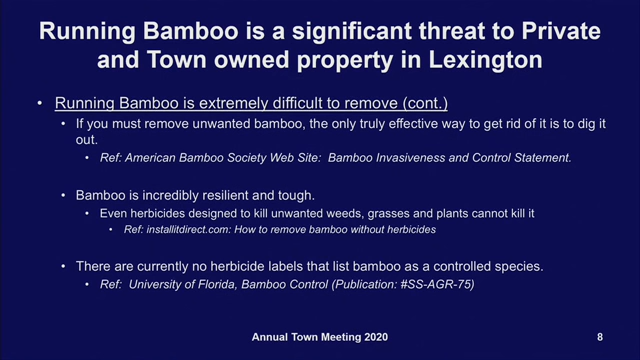 Running Bamboo is a significant threat to Private
and Town owned property in Lexington
• Running Bamboo is extremely difficult to remove (cont.)
• If you must remove unwanted bamboo, the only truly effective way to get rid of it is to dig it
out.
• Ref: American Bamboo Society Web Site: Bamboo Invasiveness and Control Statement.
• Bamboo is incredibly resilient and tough.
• Even herbicides designed to kill unwanted weeds, grasses and plants cannot kill it
• Ref: installitdirect.com: How to remove bamboo without herbicides
• There are currently no herbicide labels that list bamboo as a controlled species.
• Ref: University of Florida, Bamboo Control (Publication: #SS-AGR-75)
Annual Town Meeting 2020
8